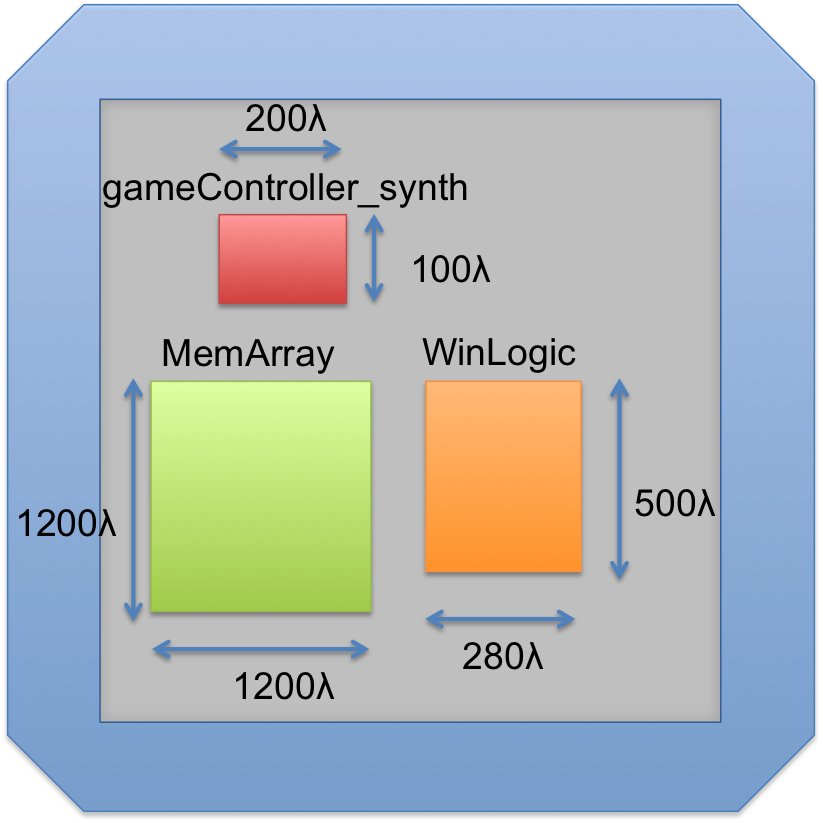 200λ
gameController_synth
100λ
MemArray
WinLogic
1200λ
500λ
280λ
1200λ